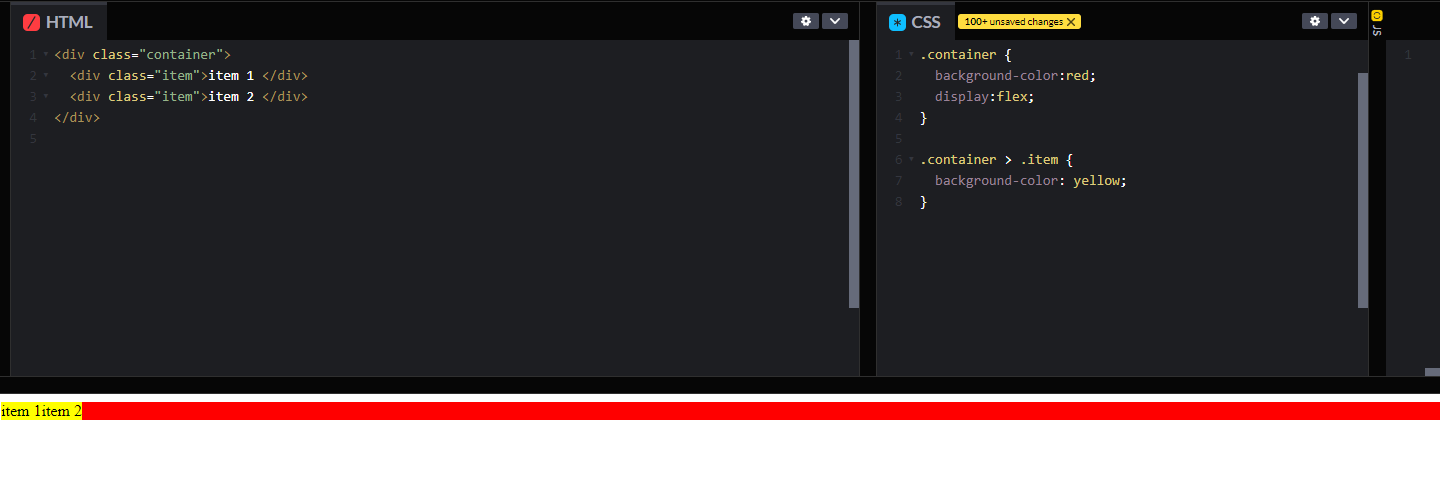 HTML
1 <div class="container">
2 <div class="item">item 1 </div>
3 <div class="item">item 2 </div>
4 </div>
5
CSS 100+ unsaved changes
1 .container {
2 background-color:red;
3 display:flex;
4 }
5
6 .container > .item {
7 background-color: yellow;
8 }
JS
1
item 1item 2